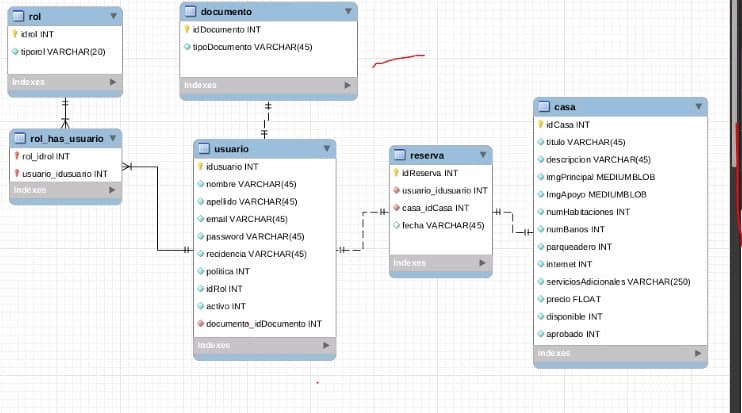 rol
idrol INT
tiporol VARCHAR(20)
Indexes
documento
idDocumento INT
tipoDocumento VARCHAR(45)
Indexes
rol_has_usuario
rol_idrol INT
usuario_idusuario INT
Indexes
usuario
idusuario INT
nombre VARCHAR(45)
apellido VARCHAR(45)
email VARCHAR(45)
password VARCHAR(45)
recidencia VARCHAR(45)
politica INT
idRol INT
activo INT
documento_idDocumento INT
Indexes
reserva
idReserva INT
usuario_idusuario INT
casa_idCasa INT
fecha VARCHAR(45)
Indexes
casa
idCasa INT
titulo VARCHAR(45)
descripcion VARCHAR(45)
imgPrincipal MEDIUMBLOB
ImgApoyo MEDIUMBLOB
numHabitaciones INT
numBanos INT
parqueadero INT
internet INT
serviciosAdicionales VARCHAR(250)
precio FLOAT
disponible INT
aprobado INT
Indexes